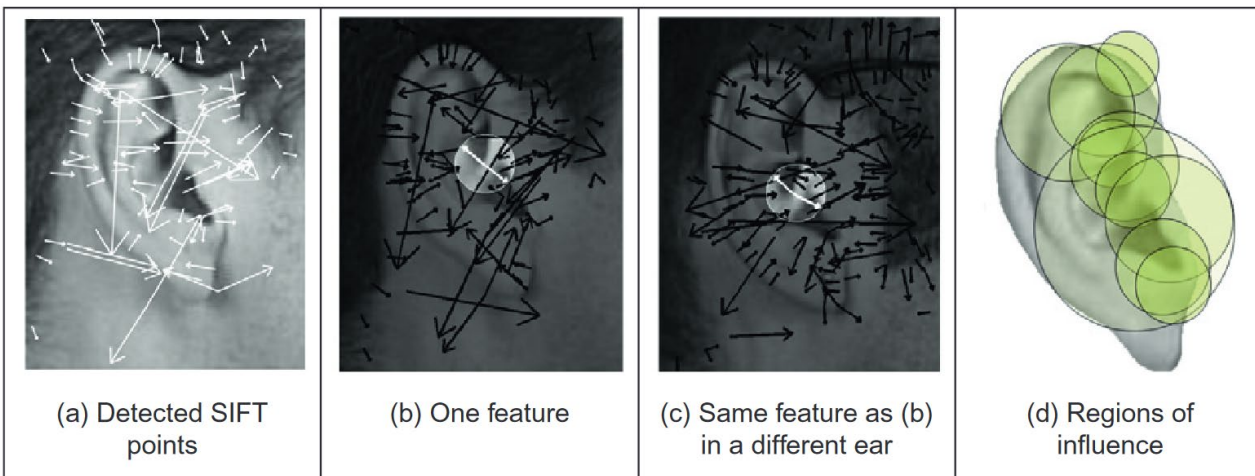 (a) Detected SIFT
points
(b) One feature
(c) Same feature as (b)
in a different ear
(d) Regions of
influence